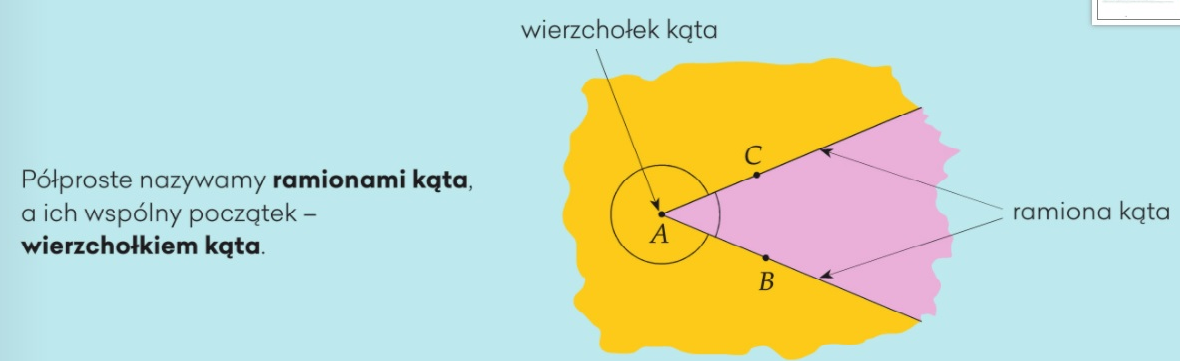 wierzchołek kąta
Półproste nazywamy ramionami kąta,
a ich wspólny początek –
wierzchołkiem kąta.
C
A
B
ramiona kąta